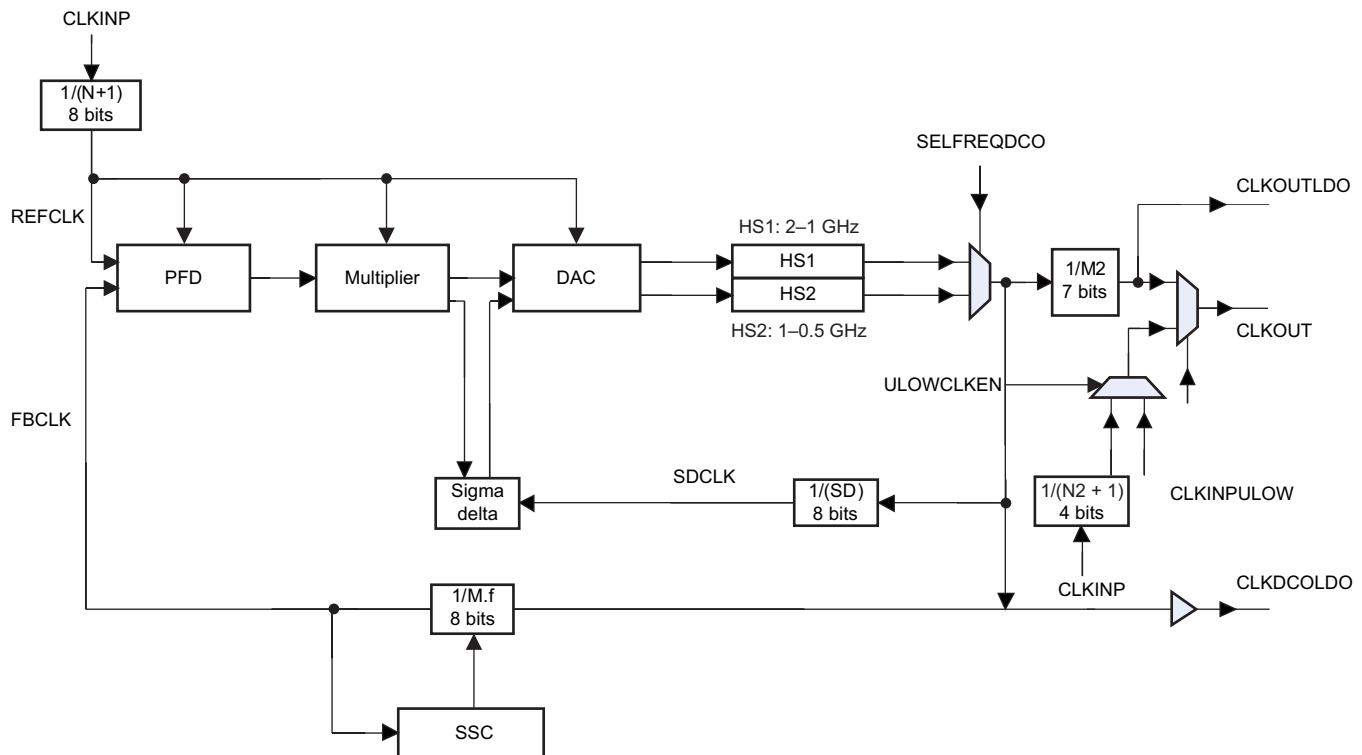 CLKINP
1/(N+1)
8 bits
SELFREQDCO
CLKOUTLDO
REFCLK
HS1: 2–1 GHz
PFD
Multiplier
DAC
HS1
HS2
1/M2
7 bits
HS2: 1–0.5 GHz
CLKOUT
ULOWCLKEN
FBCLK
Sigma
delta
SDCLK
1/(SD)
8 bits
1/(N2 + 1)
4 bits
CLKINPULOW
CLKINP
CLKDCOLDO
1/M.f
8 bits
SSC